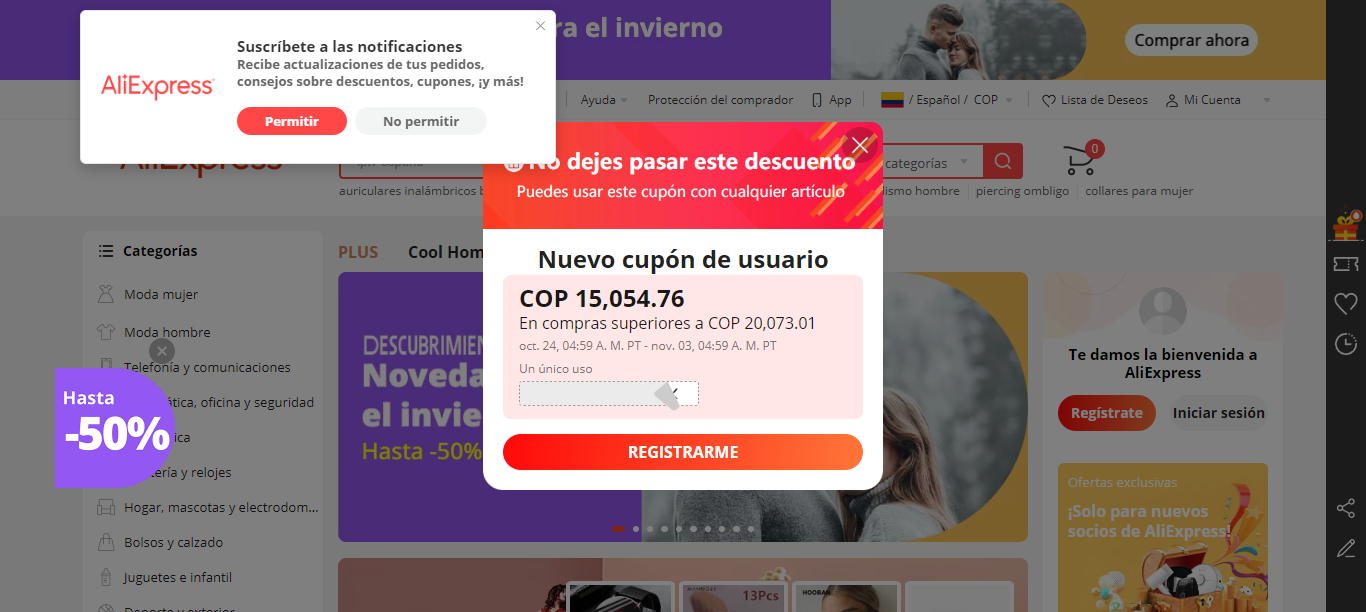 ra el invierno
Comprar ahora
Suscríbete a las notificaciones
Recibe actualizaciones de tus pedidos,
consejos sobre descuentos, cupones, ¡y más!
AliExpress
Permitir
No permitir
Ayuda
Protección del comprador
App
/ Español / COP
Lista de Deseos
Mi Cuenta
AliExpress
categorías
0
auriculares inalámbricos b
lismo hombre
piercing ombligo
collares para mujer
No dejes pasar este descuento
Puedes usar este cupón con cualquier artículo
Nuevo cupón de usuario
COP 15,054.76
En compras superiores a COP 20,073.01
oct. 24, 04:59 A. M. PT - nov. 03, 04:59 A. M. PT
Un único uso
REGISTRARME
Categorías
Moda mujer
Moda hombre
Telefonía y comunicaciones
ática, oficina y seguridad
ica
tería y relojes
Hogar, mascotas y electrodom...
Bolsos y calzado
Juguetes e infantil
Deporte y exterior
Hasta
-50%
PLUS
Cool Hom
DESCUBRIMIEN
Noveda
el invie
Hasta -50%
Te damos la bienvenida a
AliExpress
Regístrate
Iniciar sesión
Ofertas exclusivas
¡Solo para nuevos
socios de AliExpress!
13Pcs
HOOBAN